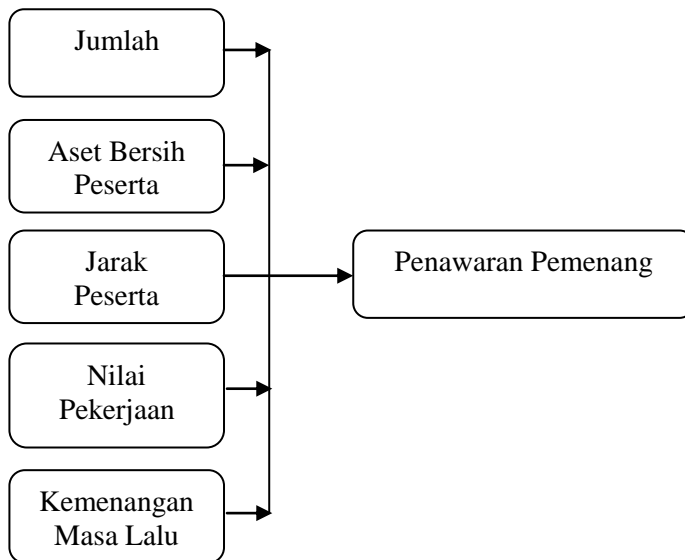 Jumlah
Aset Bersih
Peserta
Jarak
Peserta
Penawaran Pemenang
Nilai
Pekerjaan
Kemenangan
Masa Lalu